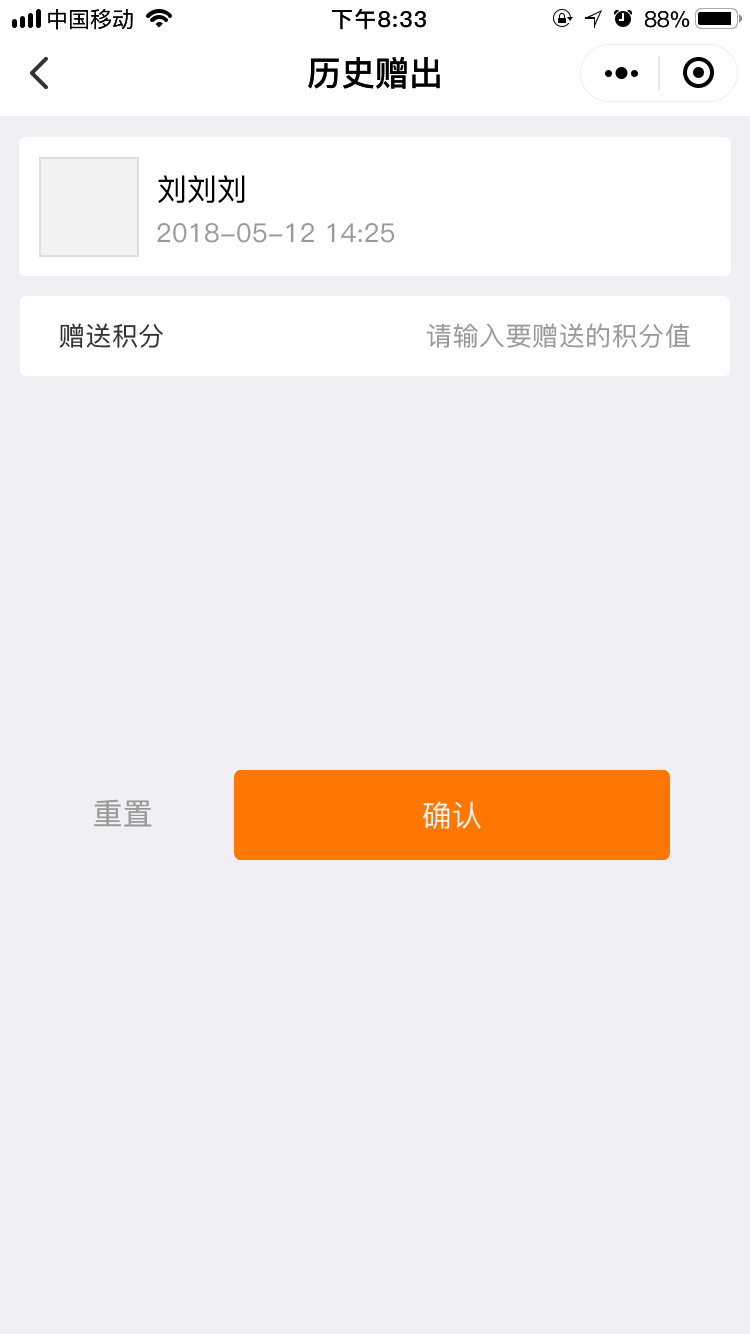 中国移动 下午8:33 88%
历史赠出
刘刘刘
2018-05-12 14:25
赠送积分 请输入要赠送的积分值
重置 确认